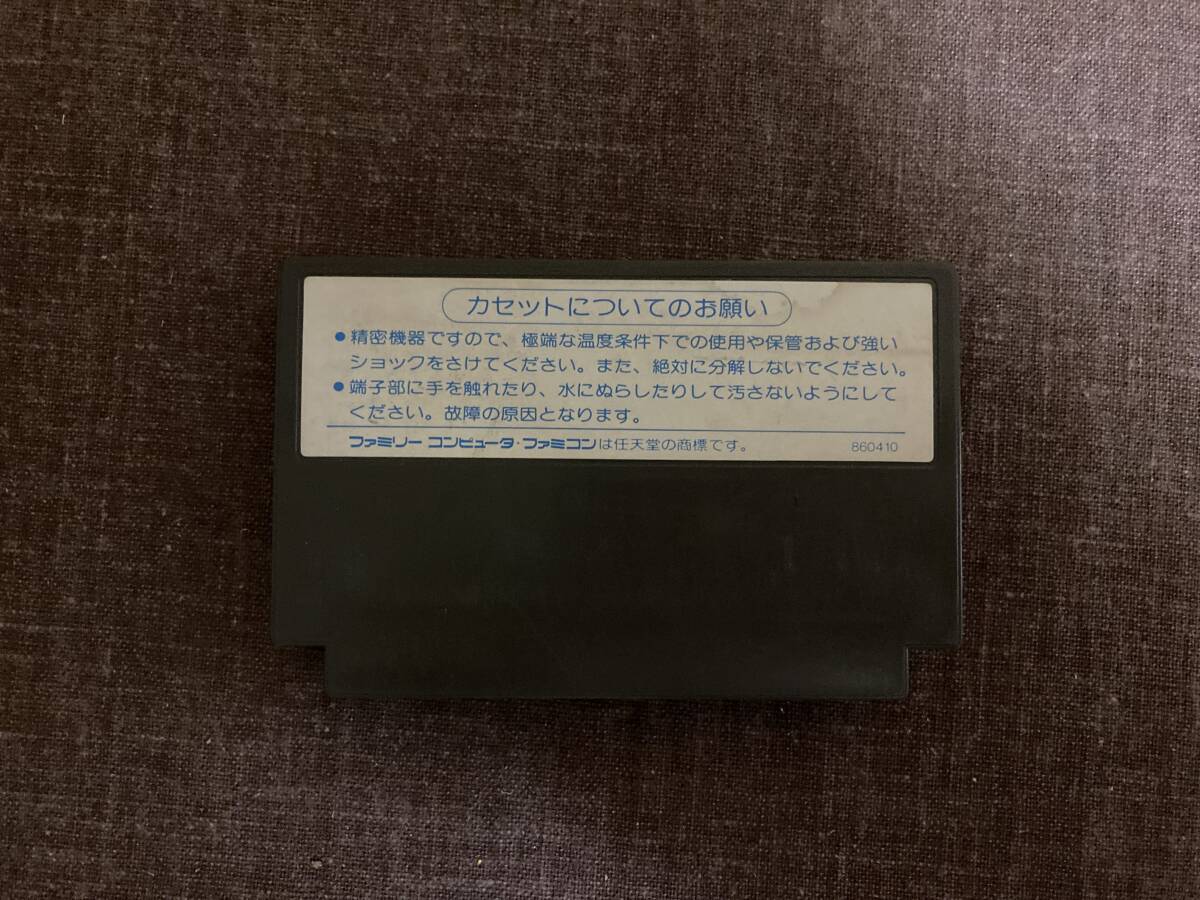 カセットについてのお願い
●精密機器ですので、極端な温度条件下での使用や保管および強い
ショックをさけてください。また、絶対に分解しないでください。
●端子部に手を触れたり、水にぬらしたりして汚さないようにして
ください。故障の原因となります。
ファミリー コンピュータ・ファミコンは任天堂の商標です。 860410